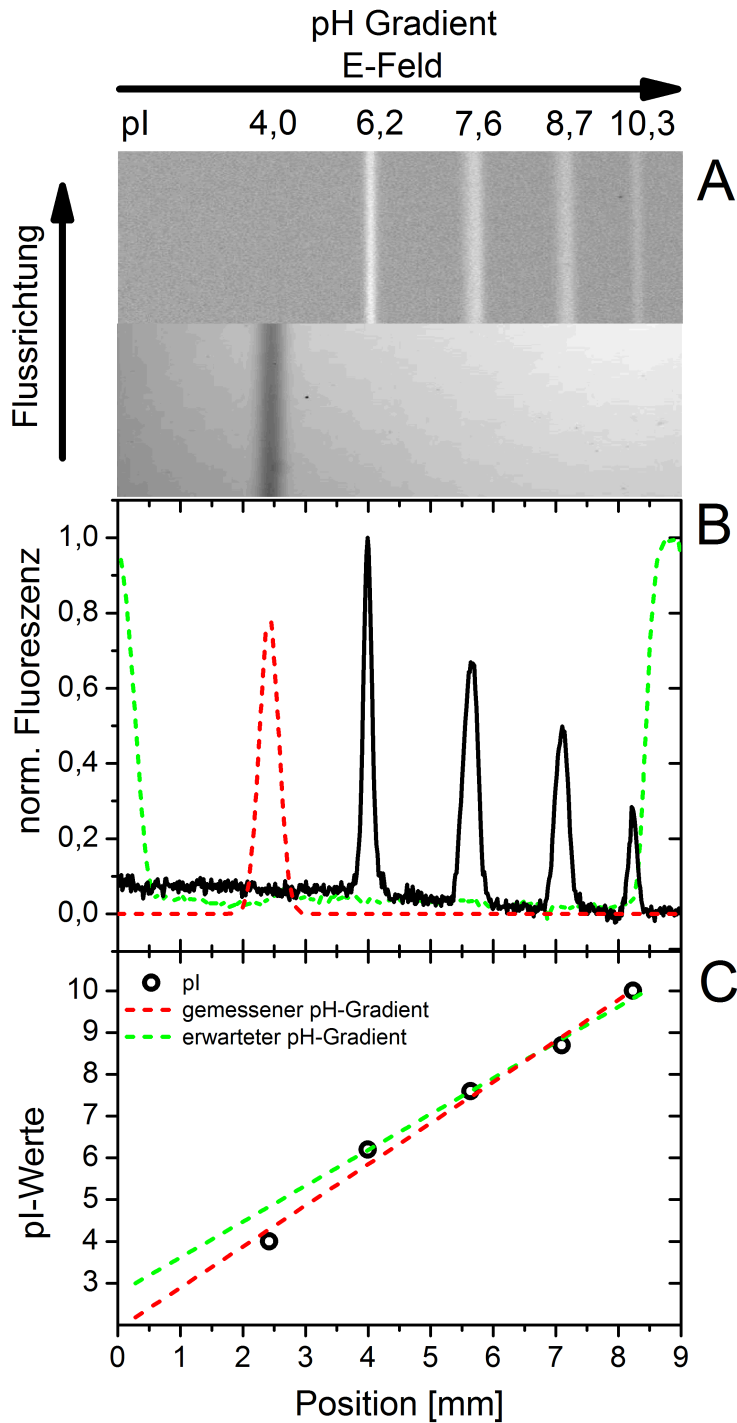 pH Gradient
E-Feld
pI 4,0 6,2 7,6 8,7 10,3
A
Flussrichtung
B
norm. Fluoreszenz
1,0
0,8
0,6
0,4
0,2
0,0
C
pI
gemessener pH-Gradient
erwarteter pH-Gradient
pI-Werte
10
9
8
7
6
5
4
3
0 1 2 3 4 5 6 7 8 9
Position [mm]